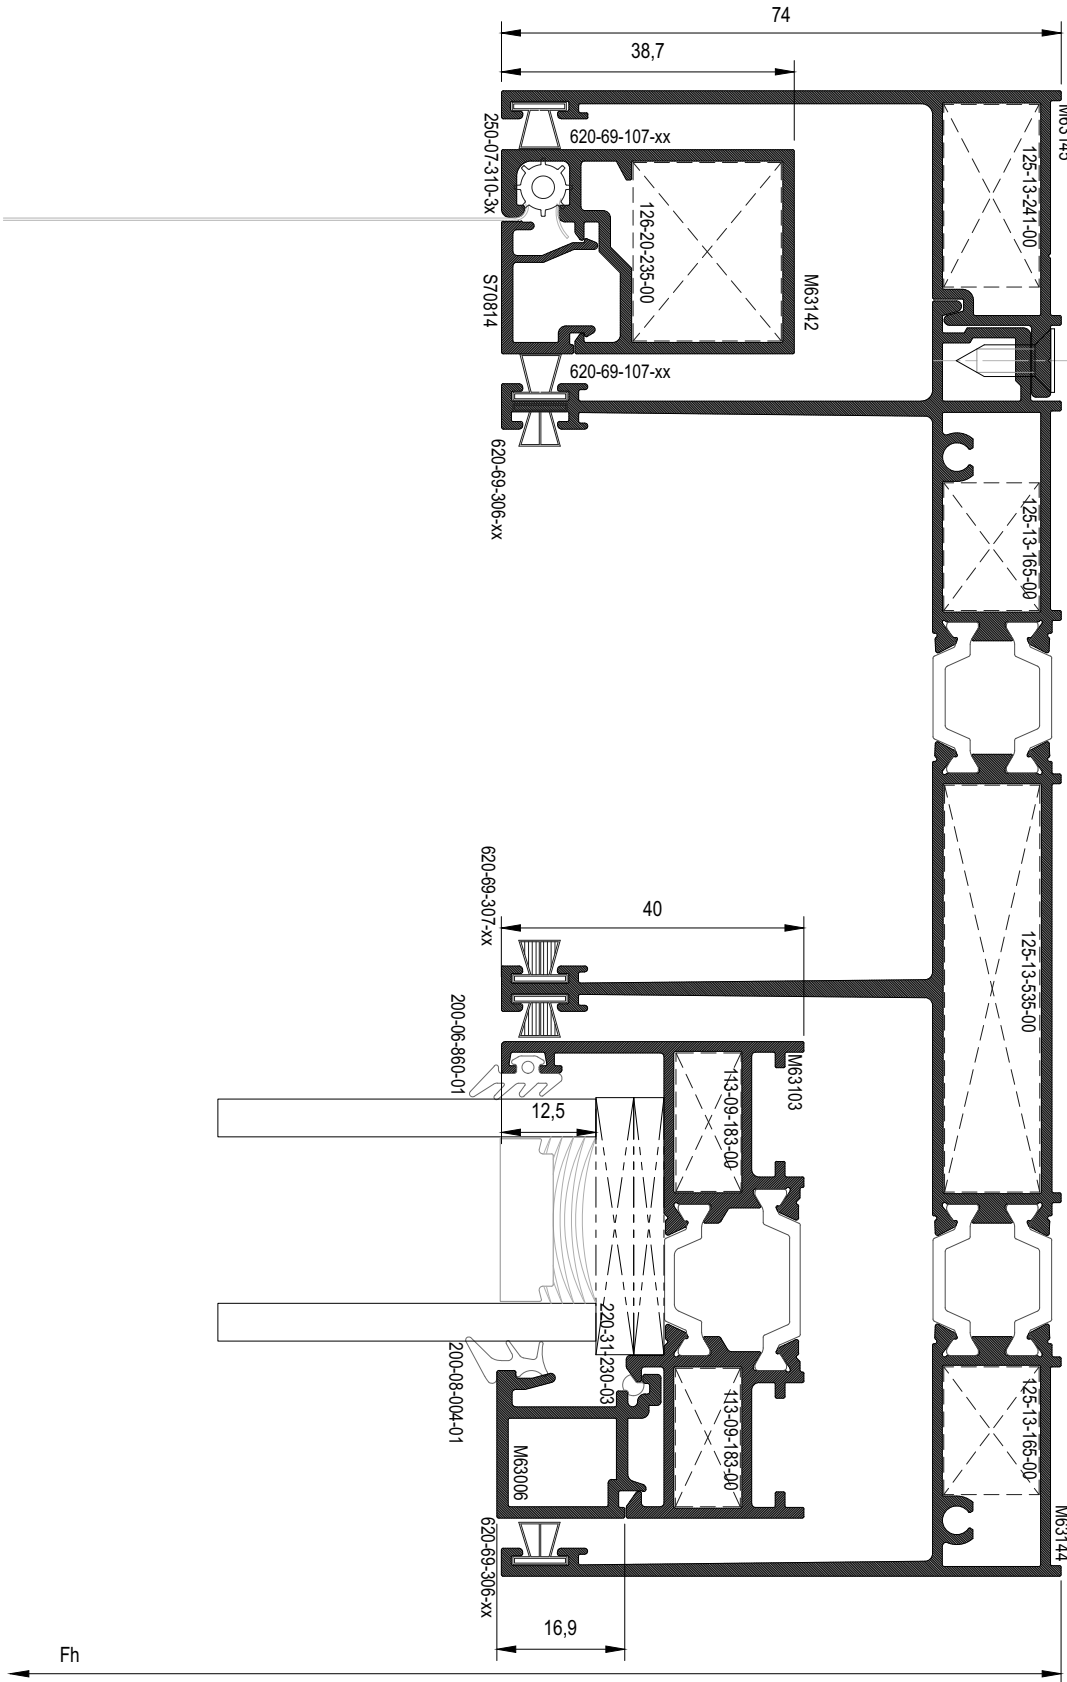 74
38,7
M63145
250-07-310-3x
620-69-107-xx
125-13-241-00
126-20-235-00
S70814
M63142
620-69-107-xx
620-69-306-xx
125-13-165-00
620-69-307-xx
40
125-13-535-00
200-06-860-01
M63103
12,5
113-09-183-00
220-31-230-03
200-08-004-01
113-09-183-00
125-13-165-00
M63006
M63144
620-69-306-xx
16,9
Fh